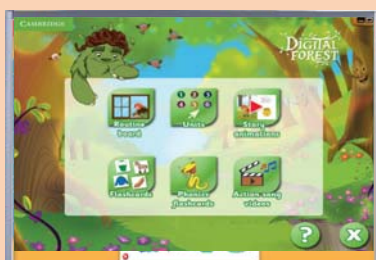 CAMBRIDGE
DIGITAL
FOREST
Routine
board
Units
Story
animations
Flashcards
Phonics
flashcards
Action song
videos
?
X